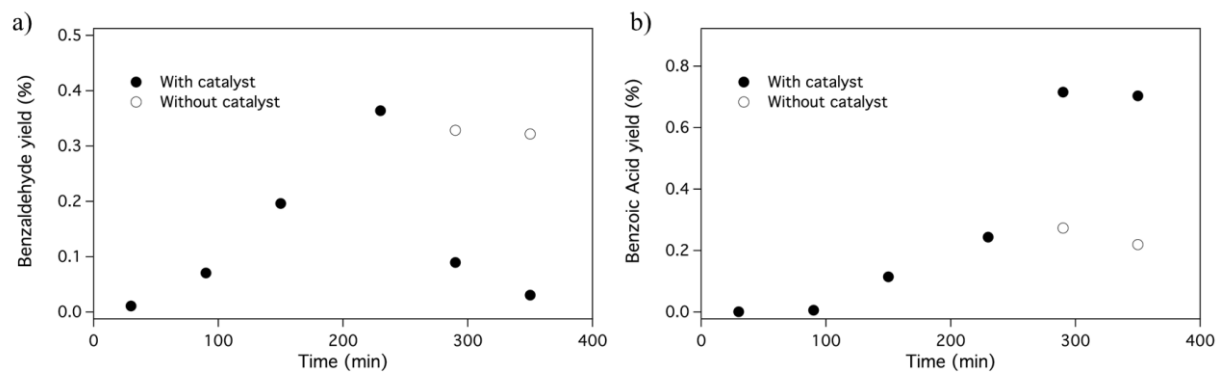 a)
Benzaldehyde yield (%)
0.5
0.4
0.3
0.2
0.1
0.0
With catalyst
Without catalyst
0 100 200 300 400
Time (min)
b)
Benzoic Acid yield (%)
0.8
0.6
0.4
0.2
0.0
With catalyst
Without catalyst
0 100 200 300 400
Time (min)